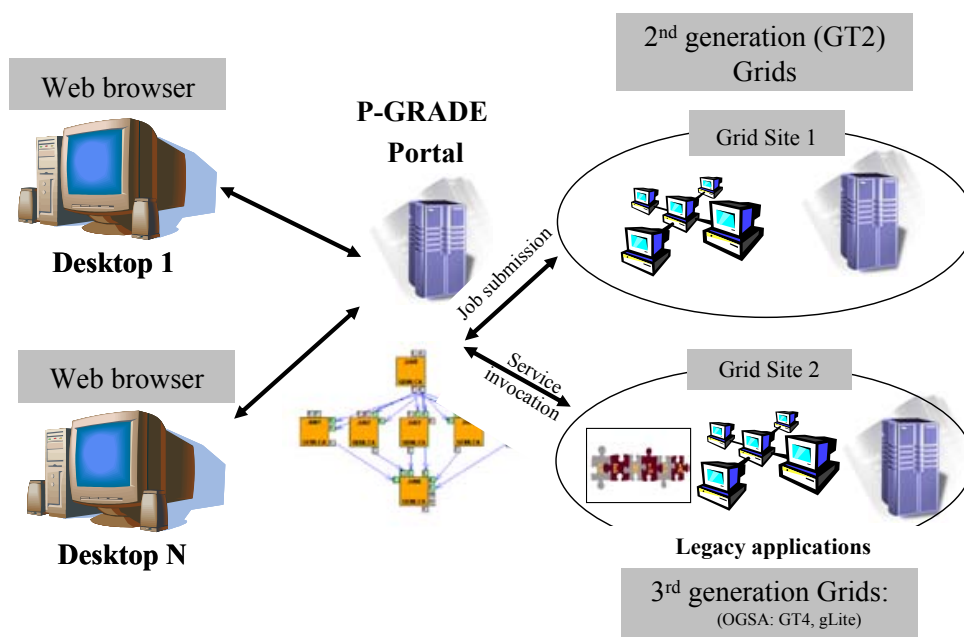 2nd generation (GT2)
Grids
Web browser
P-GRADE
Portal
Grid Site 1
Desktop 1
Job submission
Web browser
Service
invocation
Grid Site 2
Desktop N
Legacy applications
3rd generation Grids:
(OGSA: GT4, gLite)